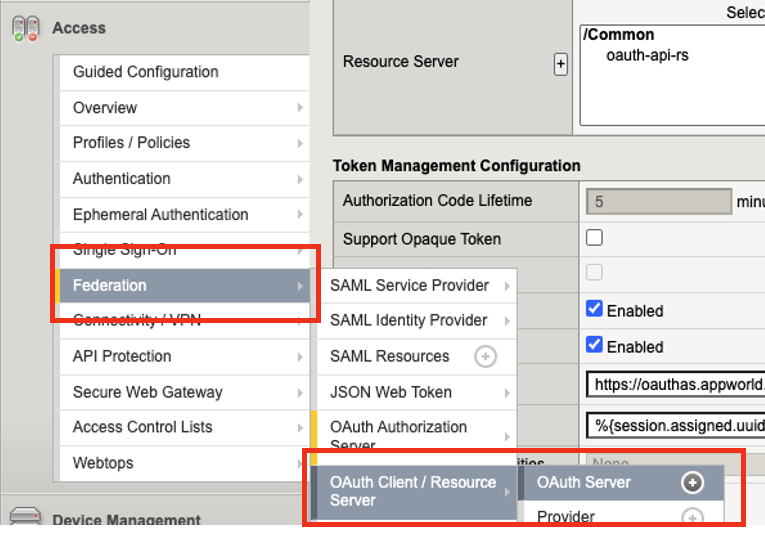 Access
Guided Configuration
Overview
Profiles / Policies
Authentication
Ephemeral Authentication
Single Sign-On
Federation
Connectivity / VPN
API Protection
Secure Web Gateway
Access Control Lists
Webtops
Device Management
SAML Service Provider
SAML Identity Provider
SAML Resources
JSON Web Token
OAuth Authorization
Server
OAuth Client / Resource
Server
OAuth Server
Provider
Selec
Resource Server
+
/Common
oauth-api-rs
Token Management Configuration
Authorization Code Lifetime
5
minu
Support Opaque Token
Enabled
Enabled
https://oauthas.appworld.
%{session.assigned.uuid
ities
None